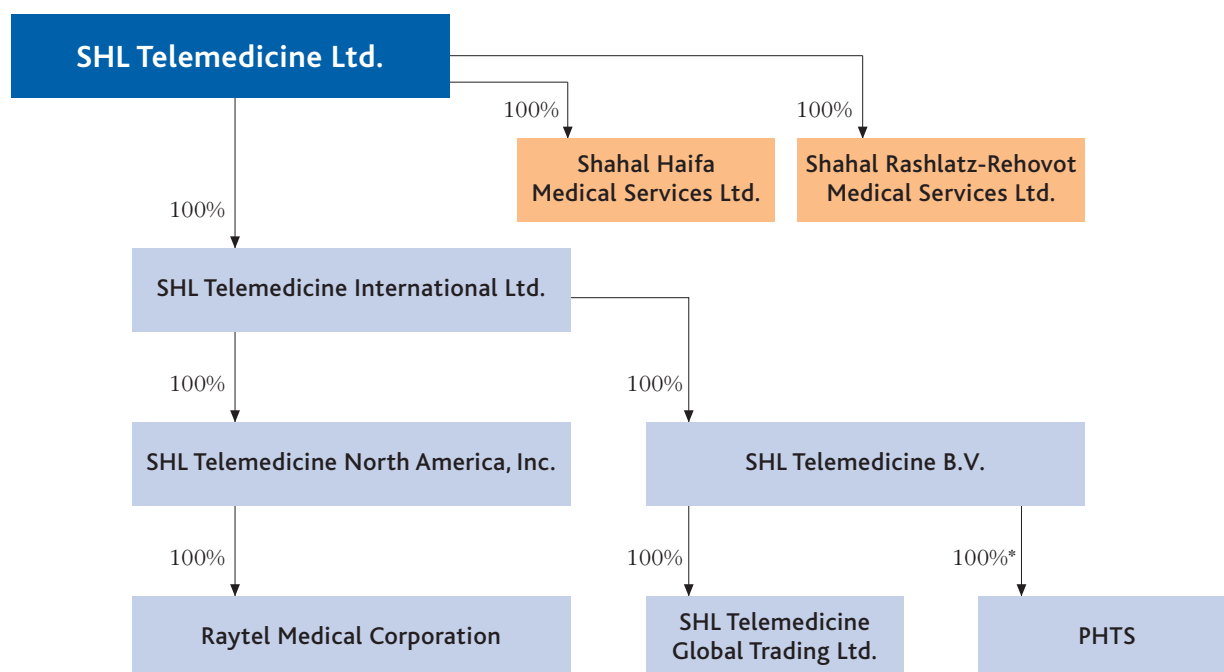 SHL Telemedicine Ltd.
100%
100%
Shahal Haifa
Medical Services Ltd.
Shahal Rashlatz-Rehovot
Medical Services Ltd.
100%
SHL Telemedicine International Ltd.
100%
100%
SHL Telemedicine North America, Inc.
SHL Telemedicine B.V.
100%
100%
100%*
Raytel Medical Corporation
SHL Telemedicine
Global Trading Ltd.
PHTS